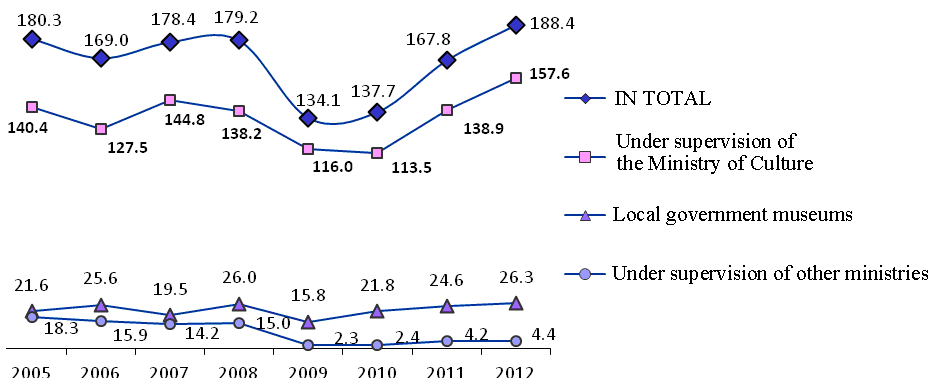 180.3 169.0 178.4 179.2 134.1 137.7 167.8 188.4
140.4 127.5 144.8 138.2 116.0 113.5 138.9 157.6
21.6 25.6 19.5 26.0 15.8 21.8 24.6 26.3
18.3 15.9 14.2 15.0 2.3 2.4 4.2 4.4
2005 2006 2007 2008 2009 2010 2011 2012
IN TOTAL
Under supervision of
the Ministry of Culture
Local government museums
Under supervision of other ministries